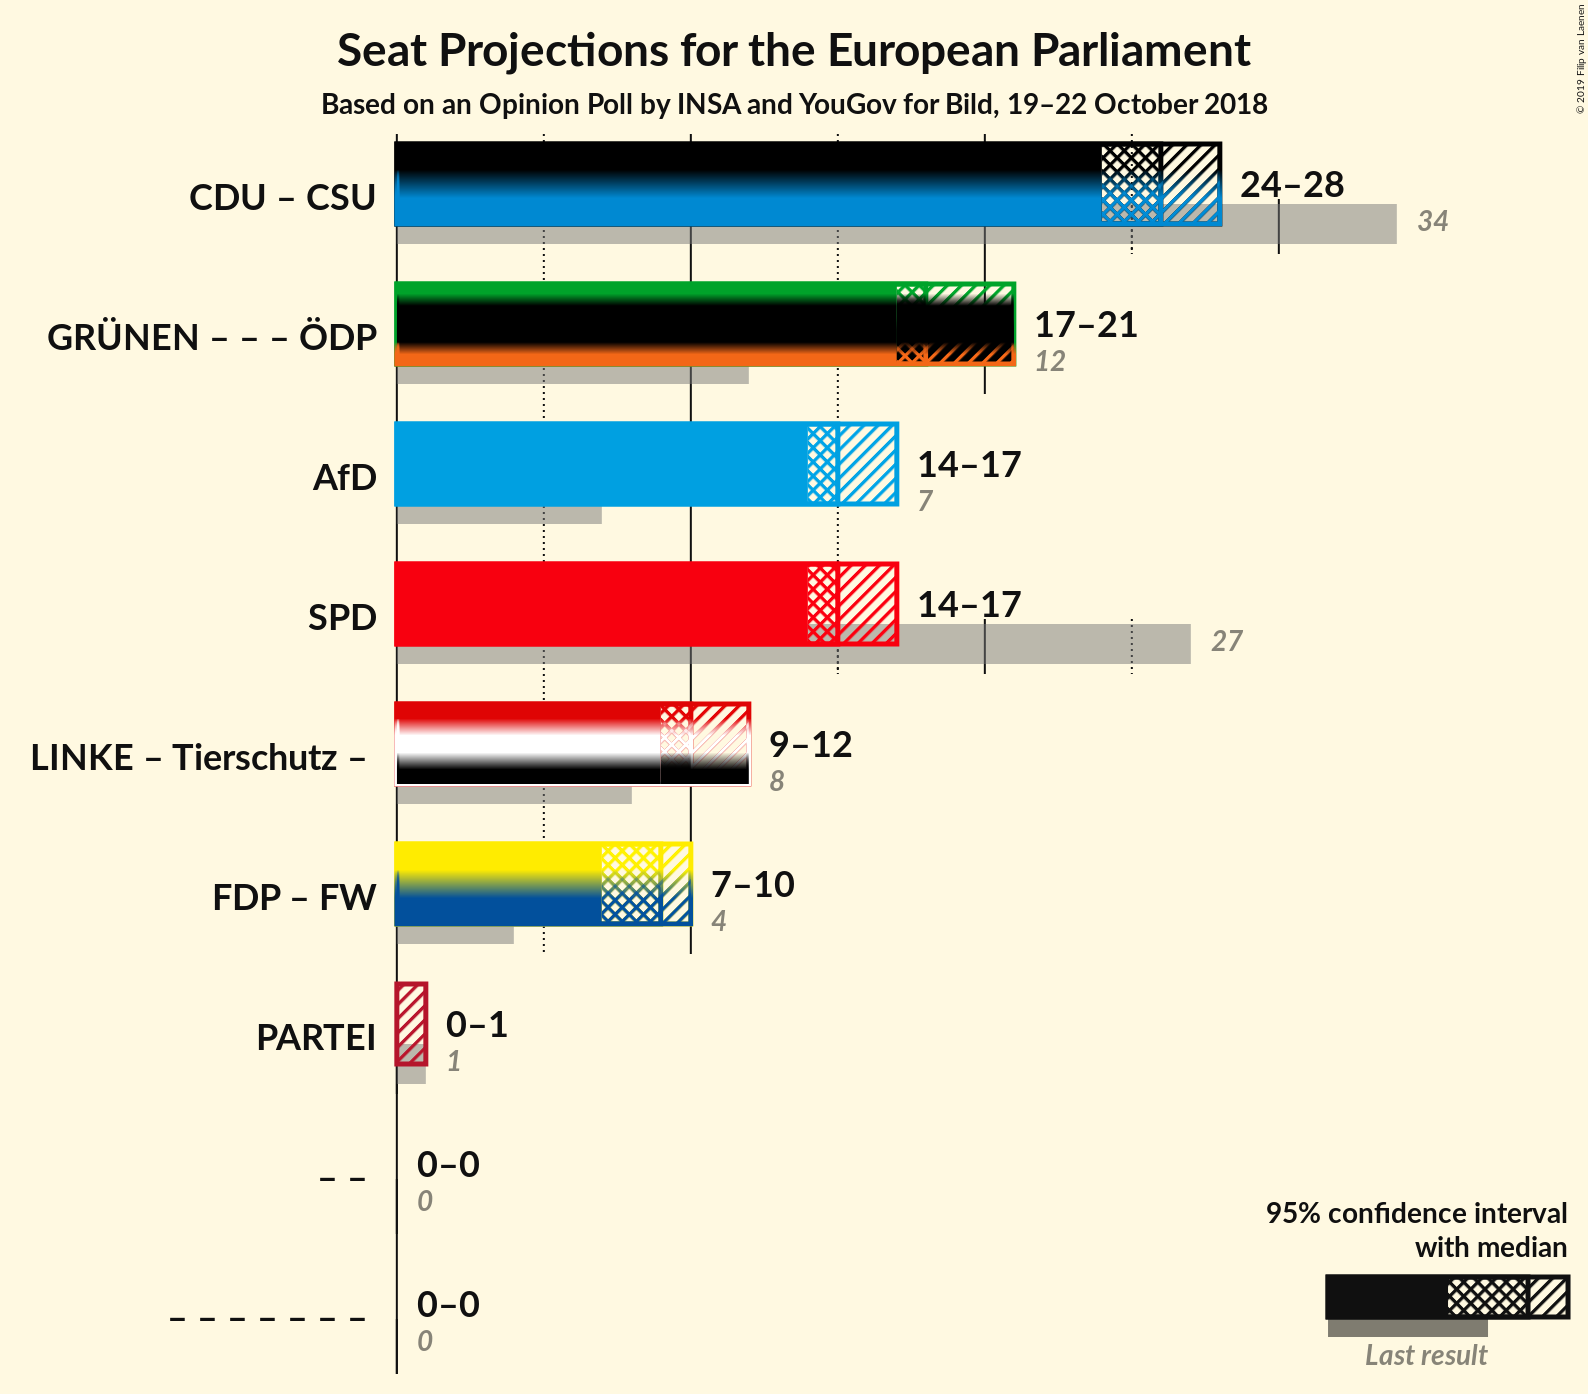 Seat Projections for the European Parliament
Based on an Opinion Poll by INSA and YouGov for Bild, 19–22 October 2018
© 2019 Filip van Laenen
CDU – CSU
24–28
34
GRÜNEN – – – ÖDP
17–21
12
AfD
14–17
7
SPD
14–17
27
LINKE – Tierschutz –
9–12
8
FDP – FW
7–10
4
PARTEI
0–1
1
– –
0–0
0
– – – – – – –
0–0
0
95% confidence interval
with median
Last result